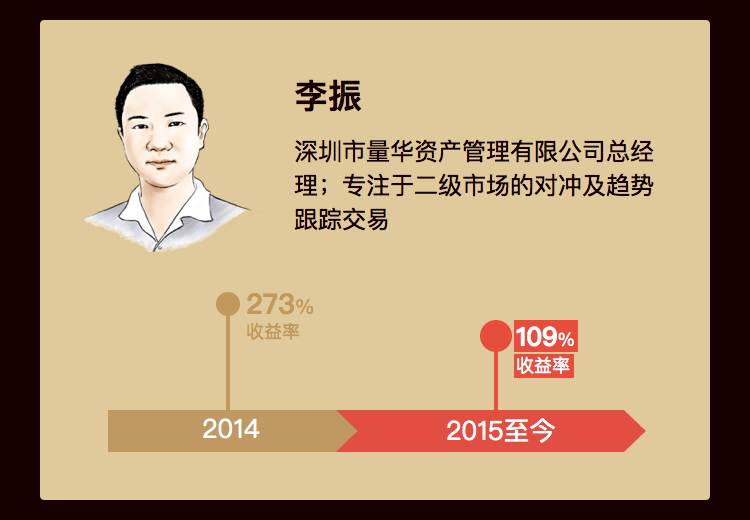 李振
深圳市量华资产管理有限公司总经
理；专注于二级市场的对冲及趋势
跟踪交易
273%
收益率
109%
收益率
2014
2015至今